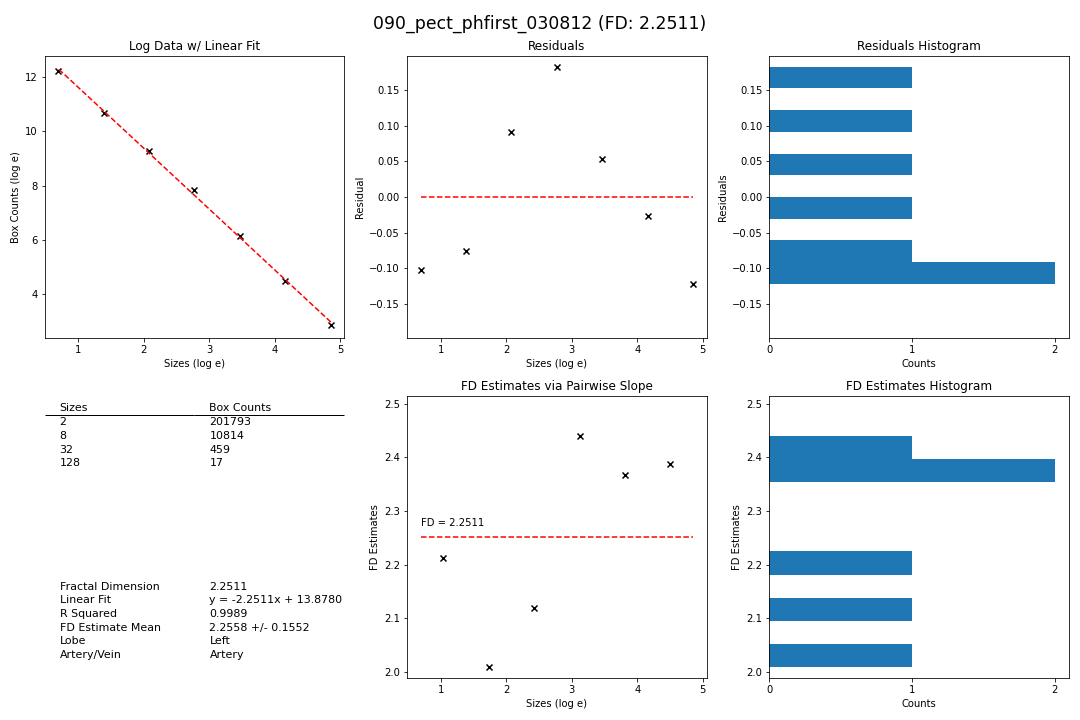 090_pect_phfirst_030812 (FD: 2.2511)
Log Data w/ Linear Fit
12
10
8
6
4
Box Counts (log e)
1 2 3 4 5
Sizes (log e)
Residuals
0.15
0.10
0.05
0.00
−0.05
−0.10
−0.15
Residual
1 2 3 4 5
Sizes (log e)
Residuals Histogram
0.15
0.10
0.05
0.00
−0.05
−0.10
−0.15
Residuals
0 1 2
Counts
Sizes Box Counts
2 201793
8 10814
32 459
128 17
Fractal Dimension 2.2511
Linear Fit y = -2.2511x + 13.8780
R Squared 0.9989
FD Estimate Mean 2.2558 +/- 0.1552
Lobe Left
Artery/Vein Artery
FD Estimates via Pairwise Slope
2.5
2.4
2.3
2.2
2.1
2.0
FD Estimates
FD = 2.2511
1 2 3 4 5
Sizes (log e)
FD Estimates Histogram
2.5
2.4
2.3
2.2
2.1
2.0
FD Estimates
0 1 2
Counts